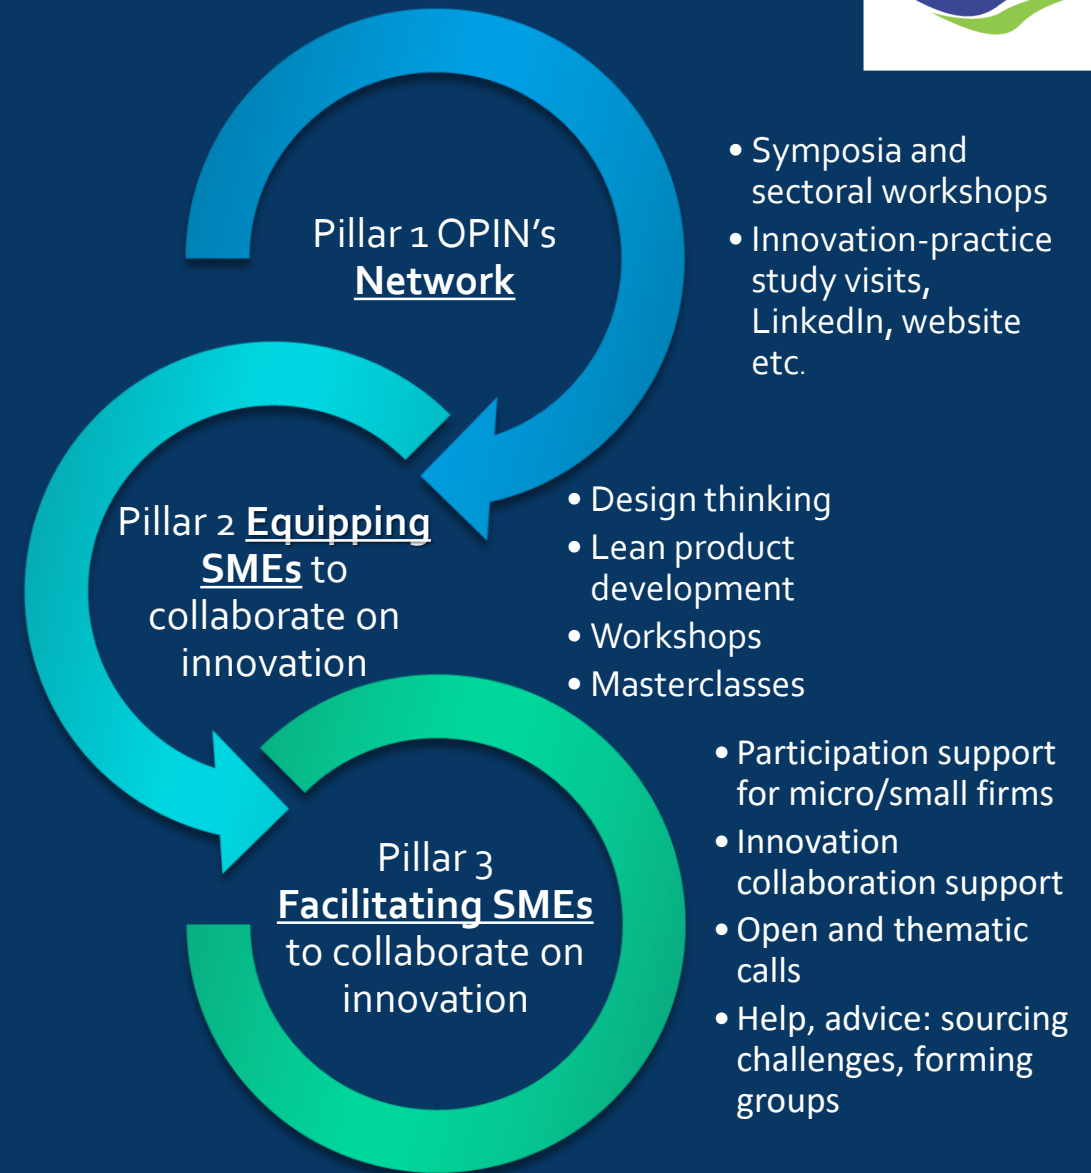 Pillar 1 OPIN's
Network
• Symposia and
sectoral workshops
• Innovation-practice
study visits,
LinkedIn, website
etc.
Pillar 2 Equipping
SMEs to
collaborate on
innovation
• Design thinking
• Lean product
development
• Workshops
• Masterclasses
Pillar 3
Facilitating SMEs
to collaborate on
innovation
• Participation support
for micro/small firms
• Innovation
collaboration support
• Open and thematic
calls
• Help, advice: sourcing
challenges, forming
groups